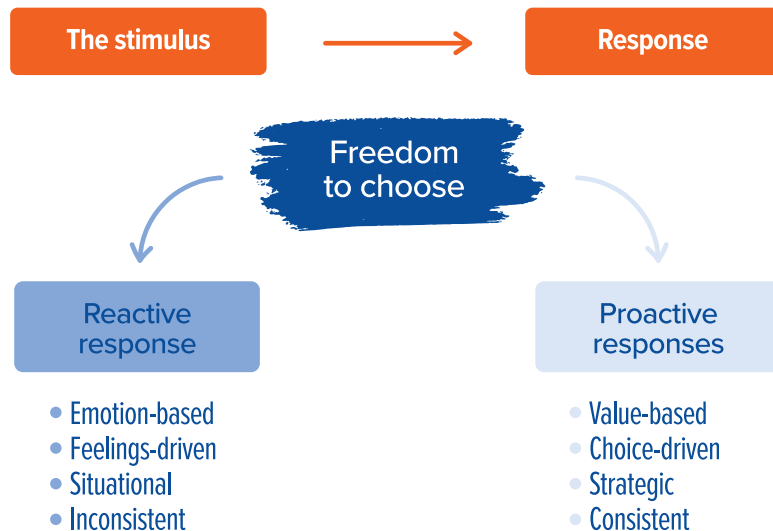 The stimulus
Response
Freedom
to choose
Reactive
response
Proactive
responses
Emotion-based
Feelings-driven
Situational
Inconsistent
Value-based
Choice-driven
Strategic
Consistent